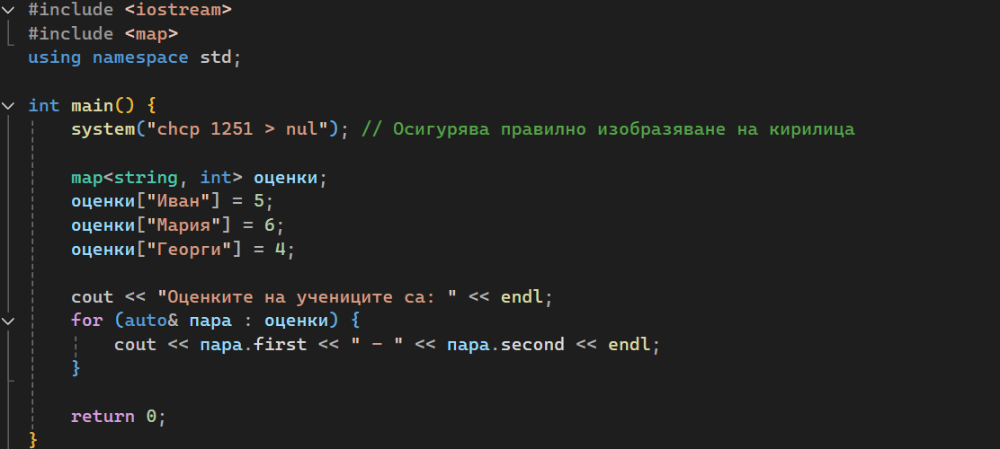 #include <iostream>
#include <map>
using namespace std;
int main() {
system("chcp 1251 > nul"); // Осигурява правилно изобразяване на кирилица
map<string, int> оценки;
оценки["Иван"] = 5;
оценки["Мария"] = 6;
оценки["Георги"] = 4;
cout << "Оценките на учениците са: " << endl;
for (auto& пара : оценки) {
cout << пара.first << " - " << пара.second << endl;
}
return 0;
}